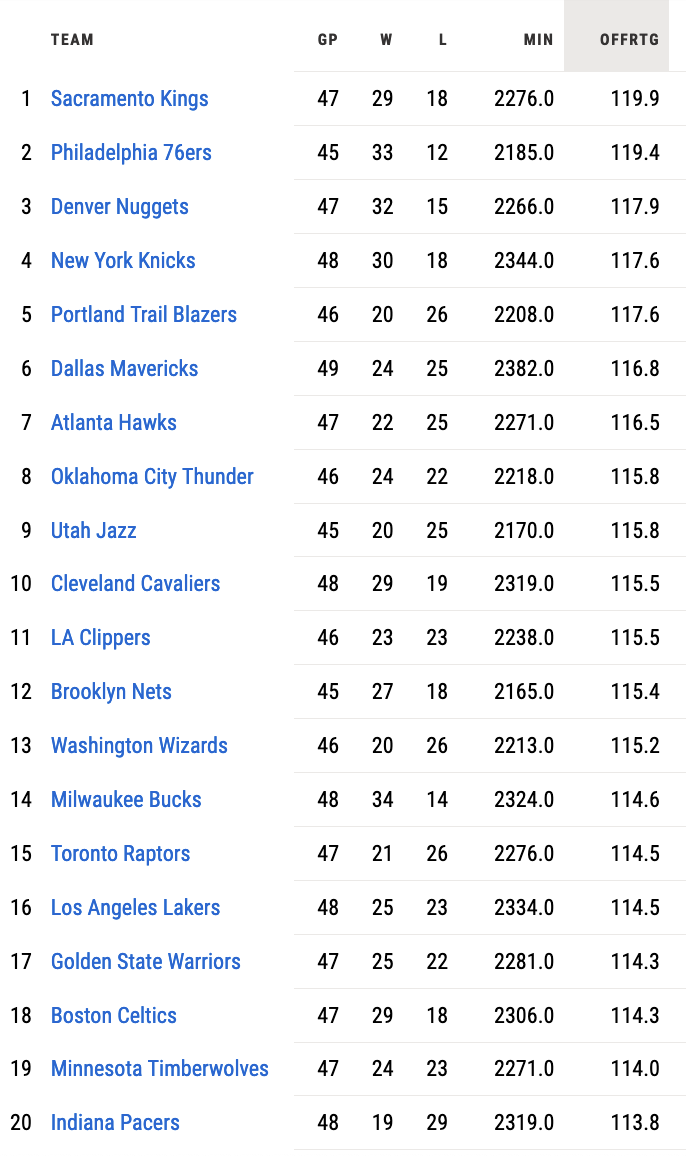 TEAM GP W L MIN OFFRTG
1 Sacramento Kings 47 29 18 2276.0 119.9
2 Philadelphia 76ers 45 33 12 2185.0 119.4
3 Denver Nuggets 47 32 15 2266.0 117.9
4 New York Knicks 48 30 18 2344.0 117.6
5 Portland Trail Blazers 46 20 26 2208.0 117.6
6 Dallas Mavericks 49 24 25 2382.0 116.8
7 Atlanta Hawks 47 22 25 2271.0 116.5
8 Oklahoma City Thunder 46 24 22 2218.0 115.8
9 Utah Jazz 45 20 25 2170.0 115.8
10 Cleveland Cavaliers 48 29 19 2319.0 115.5
11 LA Clippers 46 23 23 2238.0 115.5
12 Brooklyn Nets 45 27 18 2165.0 115.4
13 Washington Wizards 46 20 26 2213.0 115.2
14 Milwaukee Bucks 48 34 14 2324.0 114.6
15 Toronto Raptors 47 21 26 2276.0 114.5
16 Los Angeles Lakers 48 25 23 2334.0 114.5
17 Golden State Warriors 47 25 22 2281.0 114.3
18 Boston Celtics 47 29 18 2306.0 114.3
19 Minnesota Timberwolves 47 24 23 2271.0 114.0
20 Indiana Pacers 48 19 29 2319.0 113.8